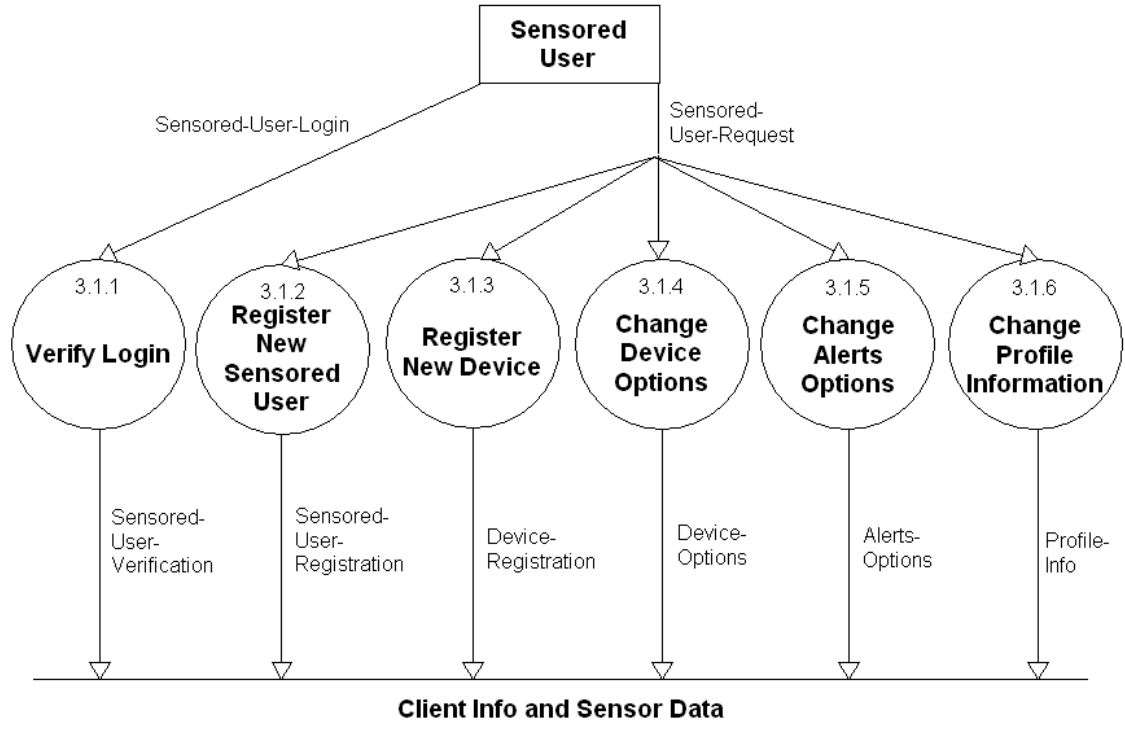 Sensored
User
Sensored-User-Login
Sensored-
User-Request
3.1.1
Verify Login
3.1.2
Register
New
Sensored
User
3.1.3
Register
New Device
3.1.4
Change
Device
Options
3.1.5
Change
Alerts
Options
3.1.6
Change
Profile
Information
Sensored-
User-
Verification
Sensored-
User-
Registration
Device-
Registration
Device-
Options
Alerts-
Options
Profile-
Info
Client Info and Sensor Data